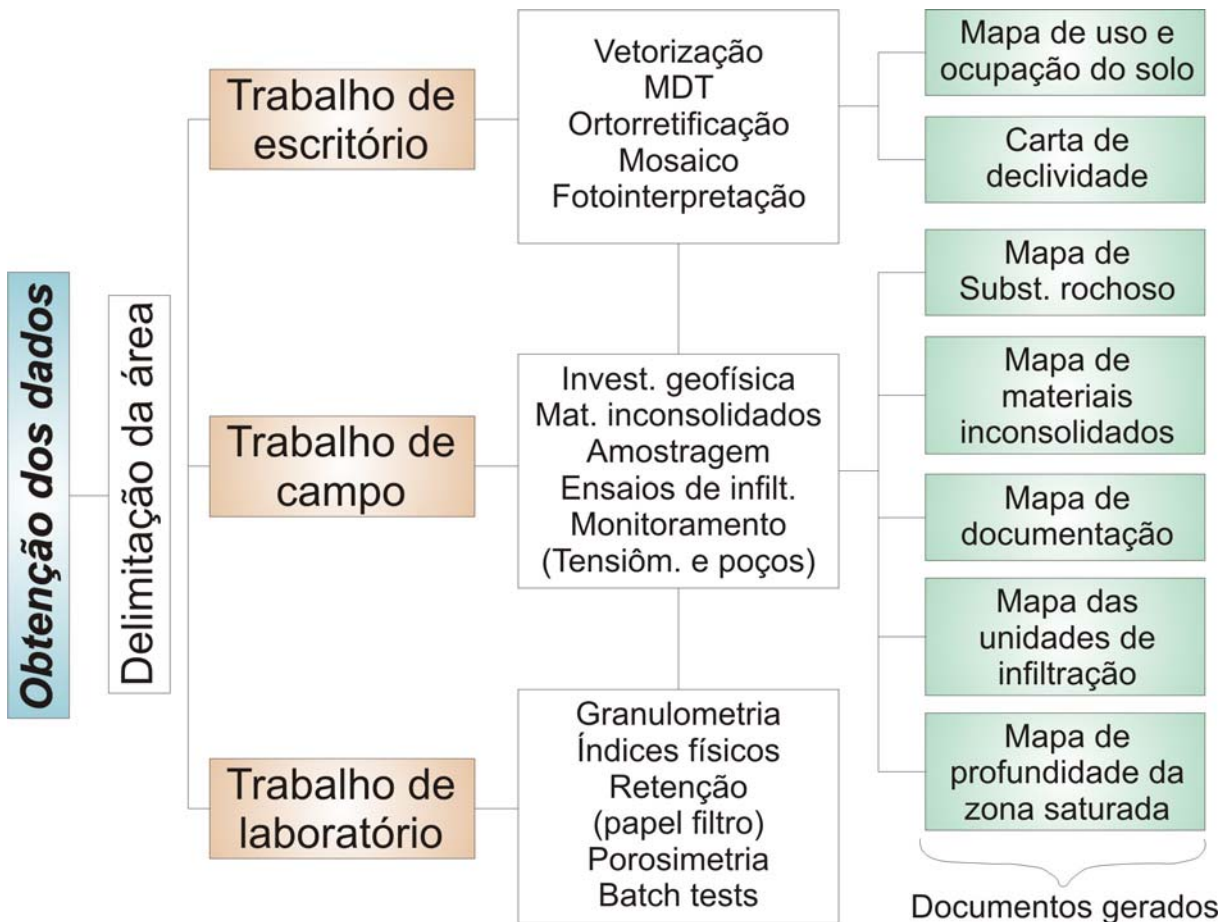 Obtenção dos dados
Delimitação da área
Trabalho de
escritório
Vetorização
MDT
Ortorretificação
Mosaico
Fotointerpretação
Mapa de uso e
ocupação do solo
Carta de
declividade
Trabalho de
campo
Invest. geofísica
Mat. inconsolidados
Amostragem
Ensaios de infilt.
Monitoramento
(Tensiôm. e poços)
Mapa de
Subst. rochoso
Mapa de
materiais
inconsolidados
Mapa de
documentação
Mapa das
unidades de
infiltração
Mapa de
profundidade da
zona saturada
Trabalho de
laboratório
Granulometria
Índices físicos
Retenção
(papel filtro)
Porosimetria
Batch tests
Documentos gerados